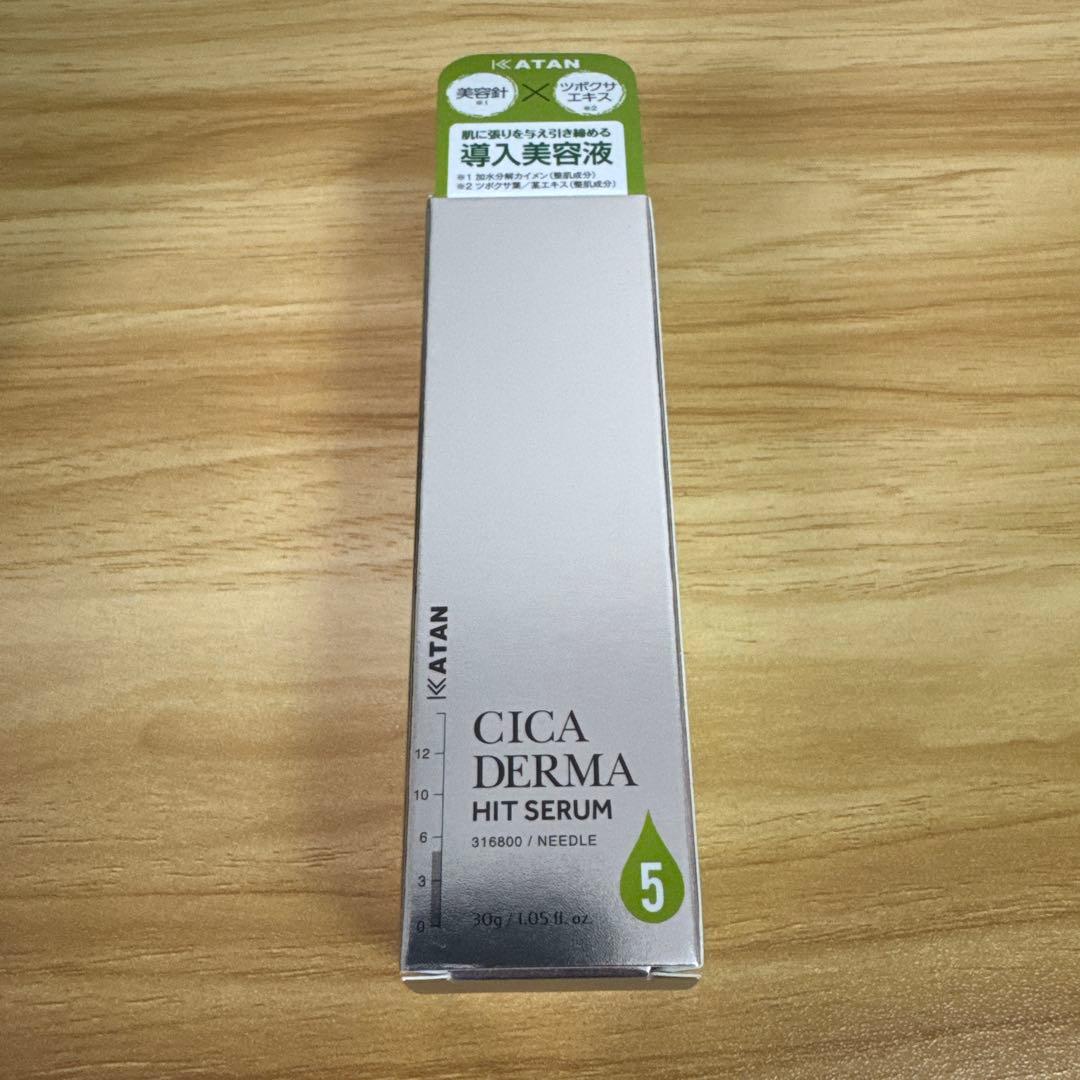 KATAN
美容針
※1
×
ツボクサ
エキス
※2
肌に張りを与え引き締める
導入美容液
※1 加水分解カイメン(整肌成分)
※2 ツボクサ葉/茎エキス(整肌成分)
KATAN
12
10
6
3
0
CICA
DERMA
HIT SERUM
316800 / NEEDLE
5
30g / 1.05 fl. oz.